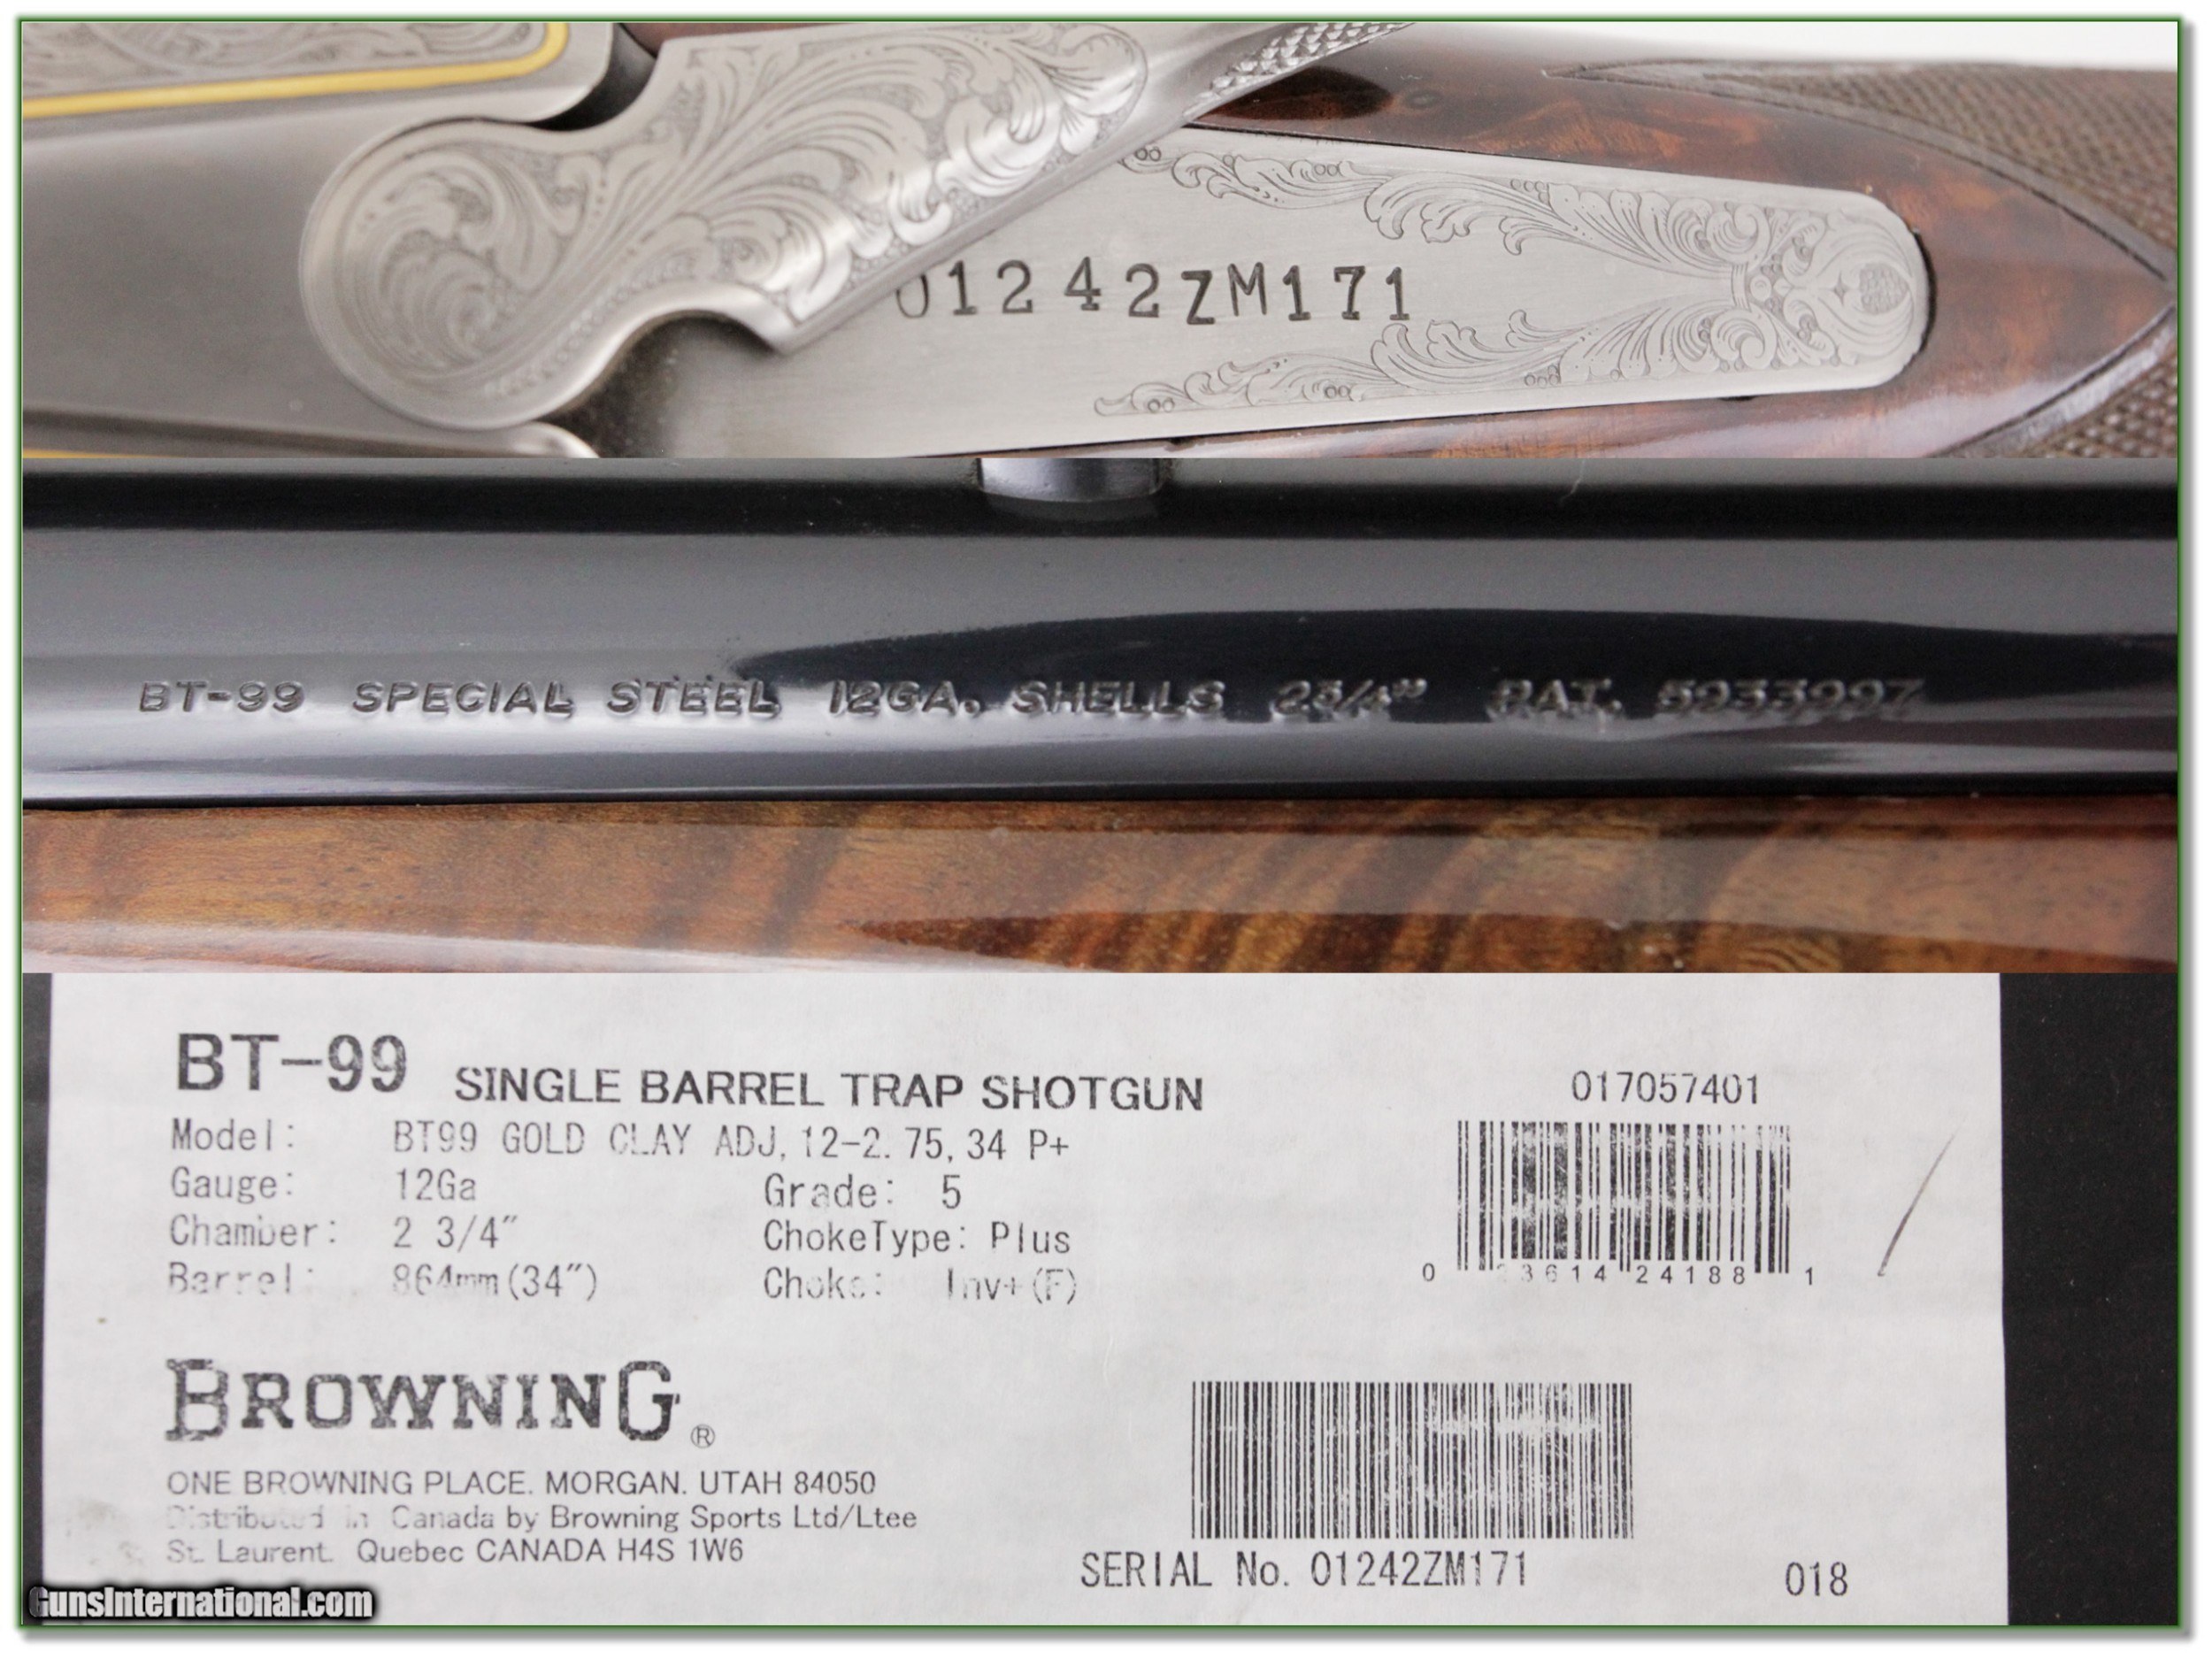 01242ZM171
BT-99 SPECIAL STEEL 12GA. SHELLS 2¾" PAT. 5933997
BT-99 SINGLE BARREL TRAP SHOTGUN
017057401
Model: BT99 GOLD CLAY ADJ, 12-2.75, 34 P+
Gauge: 12Ga Grade: 5
Chamber: 2 3/4" ChokeType: Plus
Barrel: 864mm(34") Choke: Inv+(F)
0 23614 24188 1
BROWNING®
ONE BROWNING PLACE. MORGAN. UTAH 84050
Distributed in Canada by Browning Sports Ltd/Ltee
St. Laurent. Quebec CANADA H4S 1W6
SERIAL No. 01242ZM171
018
GunsInternational.com